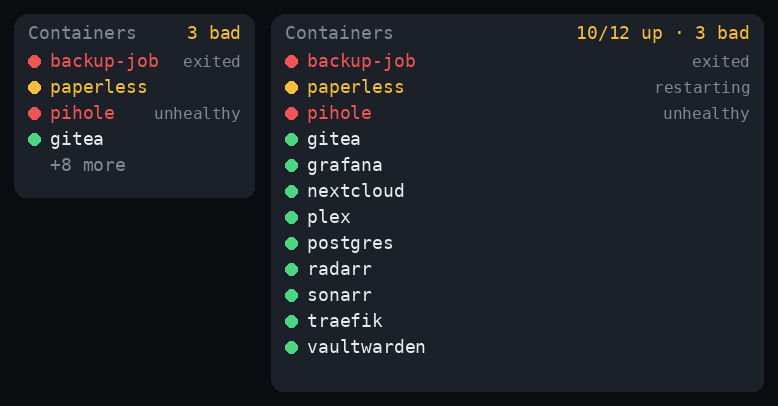 Containers 3 bad
backup-job exited
paperless
pihole unhealthy
gitea
+8 more
Containers 10/12 up · 3 bad
backup-job exited
paperless restarting
pihole unhealthy
gitea
grafana
nextcloud
plex
postgres
radarr
sonarr
traefik
vaultwarden